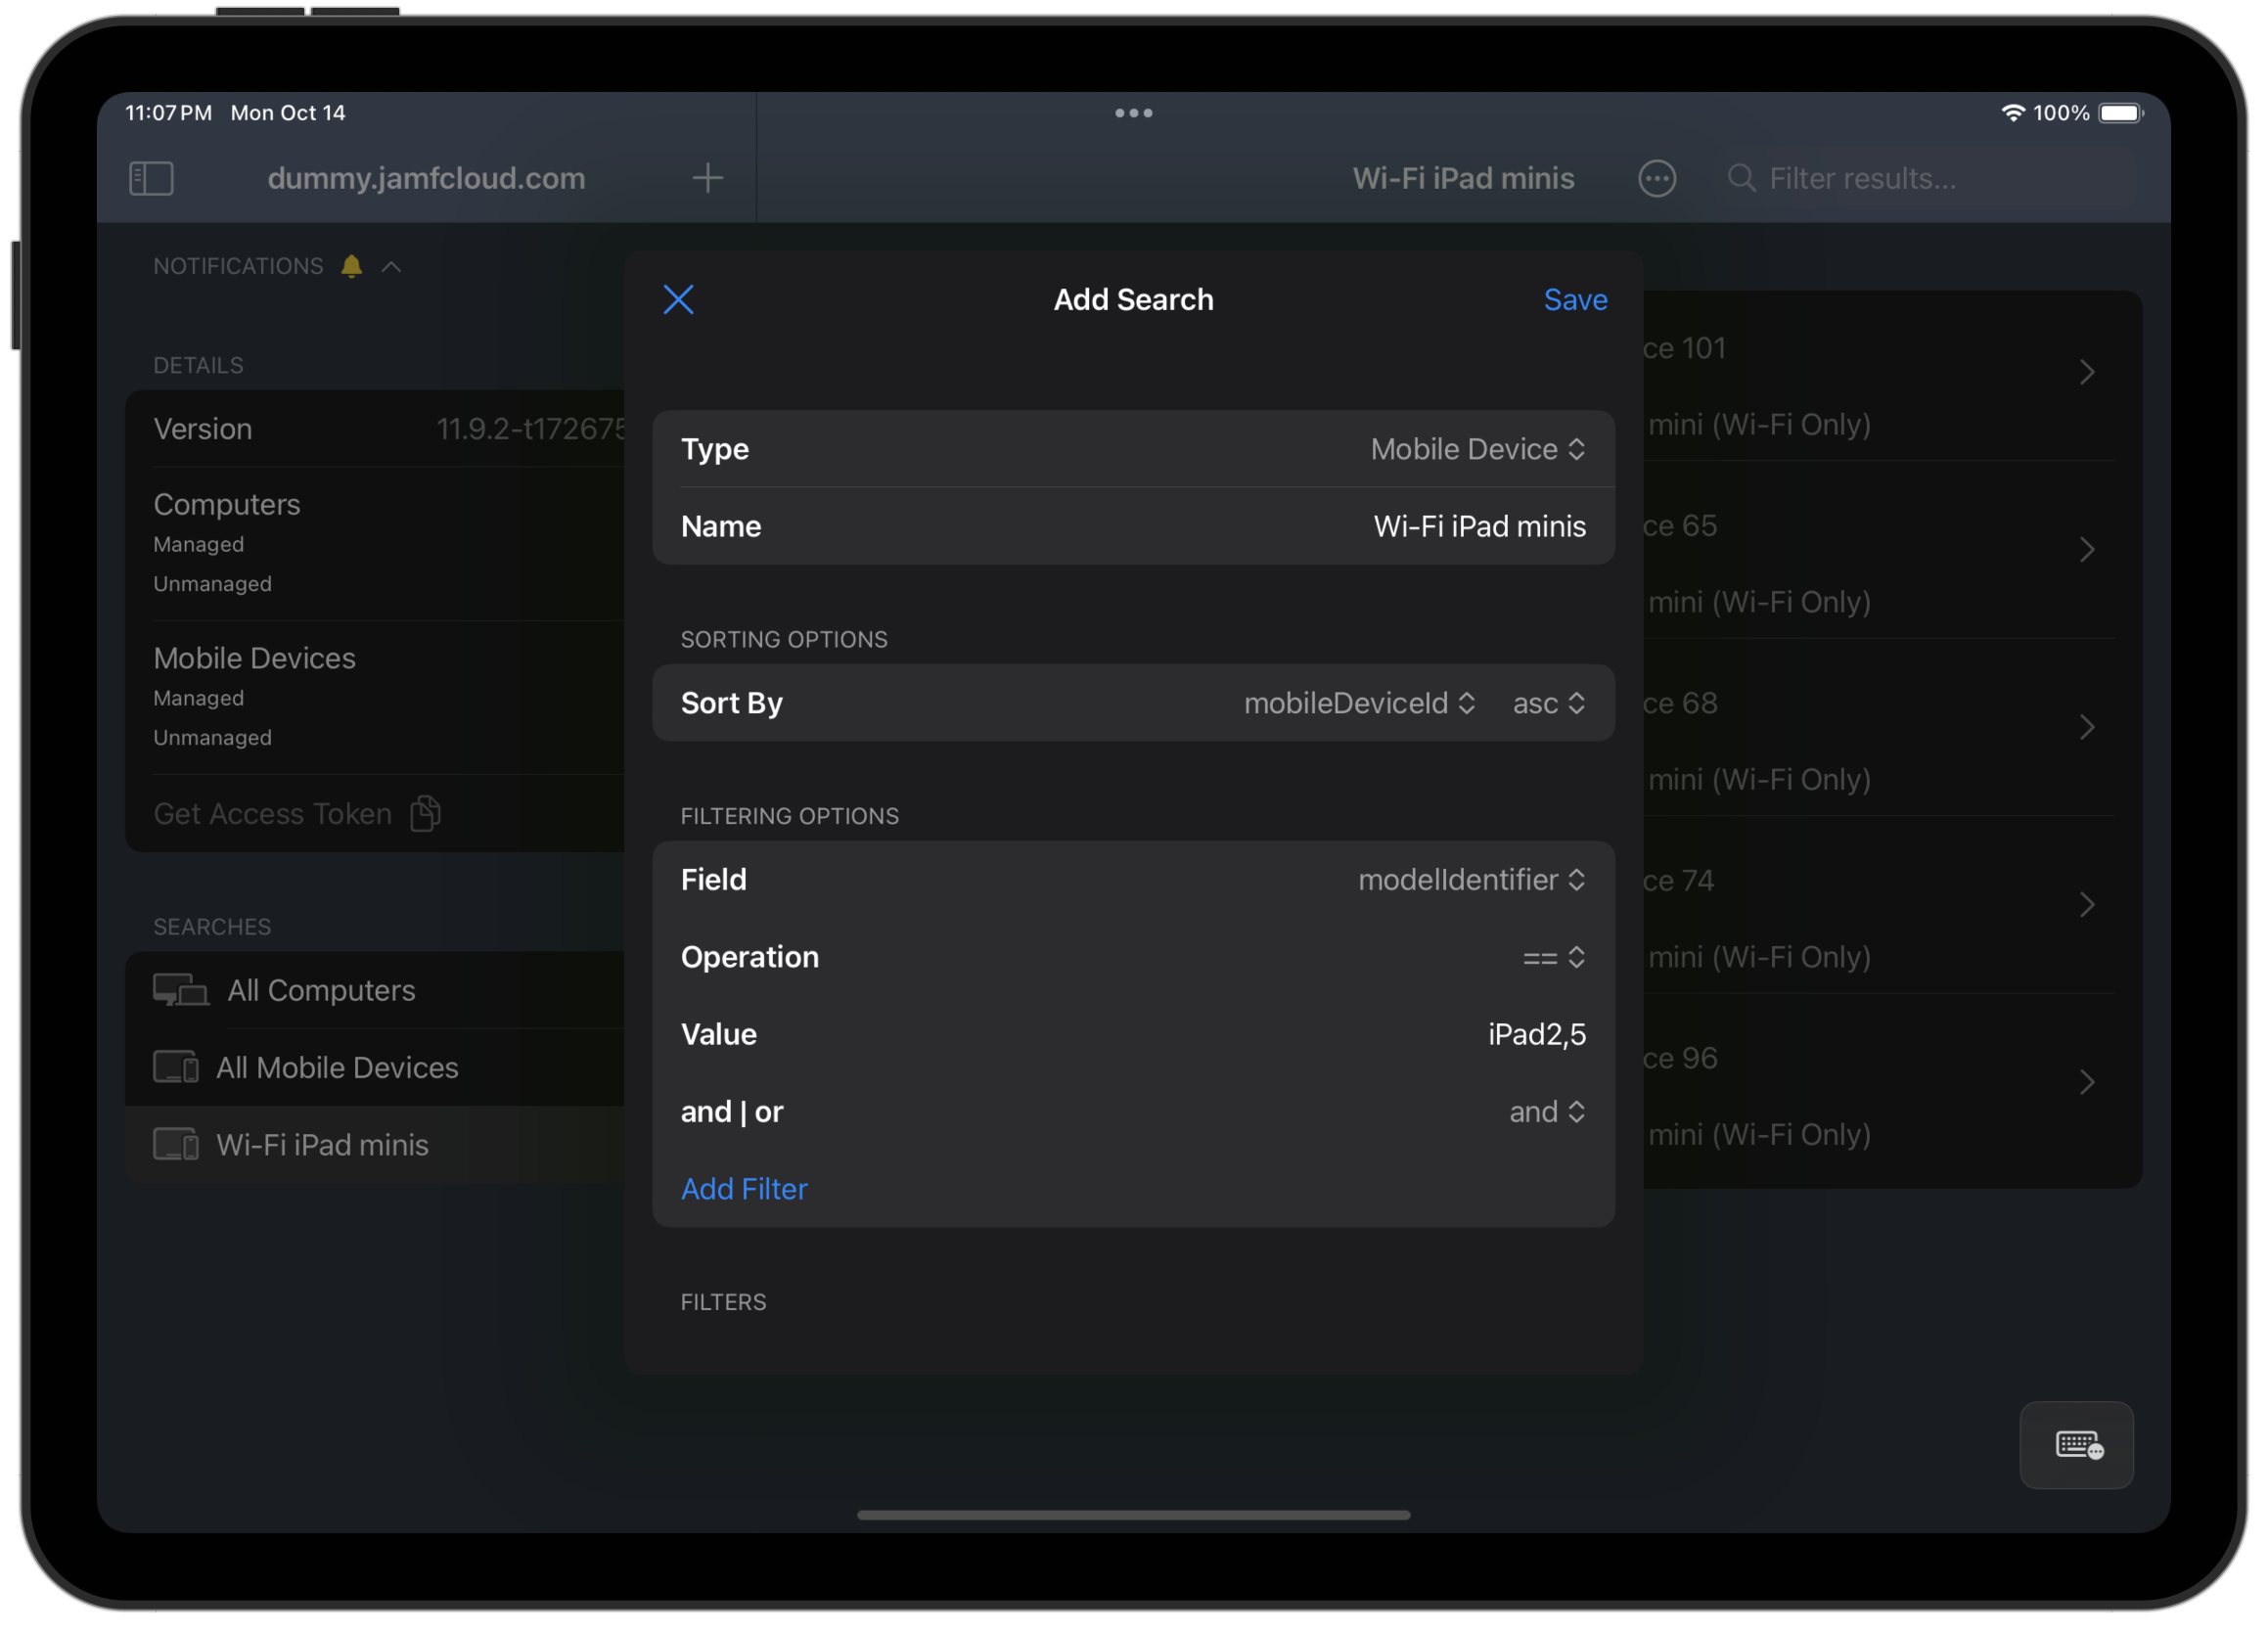 11:07 PM Mon Oct 14
100%
dummy.jamfcloud.com
Wi-Fi iPad minis
Filter results...
NOTIFICATIONS
DETAILS
Version 11.9.2-t172675
Computers
Managed
Unmanaged
Mobile Devices
Managed
Unmanaged
Get Access Token
SEARCHES
All Computers
All Mobile Devices
Wi-Fi iPad minis
Add Search
Save
Type Mobile Device
Name Wi-Fi iPad minis
SORTING OPTIONS
Sort By mobileDeviceId asc
FILTERING OPTIONS
Field modelIdentifier
Operation ==
Value iPad2,5
and | or and
Add Filter
FILTERS
ce 101
mini (Wi-Fi Only)
ce 65
mini (Wi-Fi Only)
ce 68
mini (Wi-Fi Only)
ce 74
mini (Wi-Fi Only)
ce 96
mini (Wi-Fi Only)